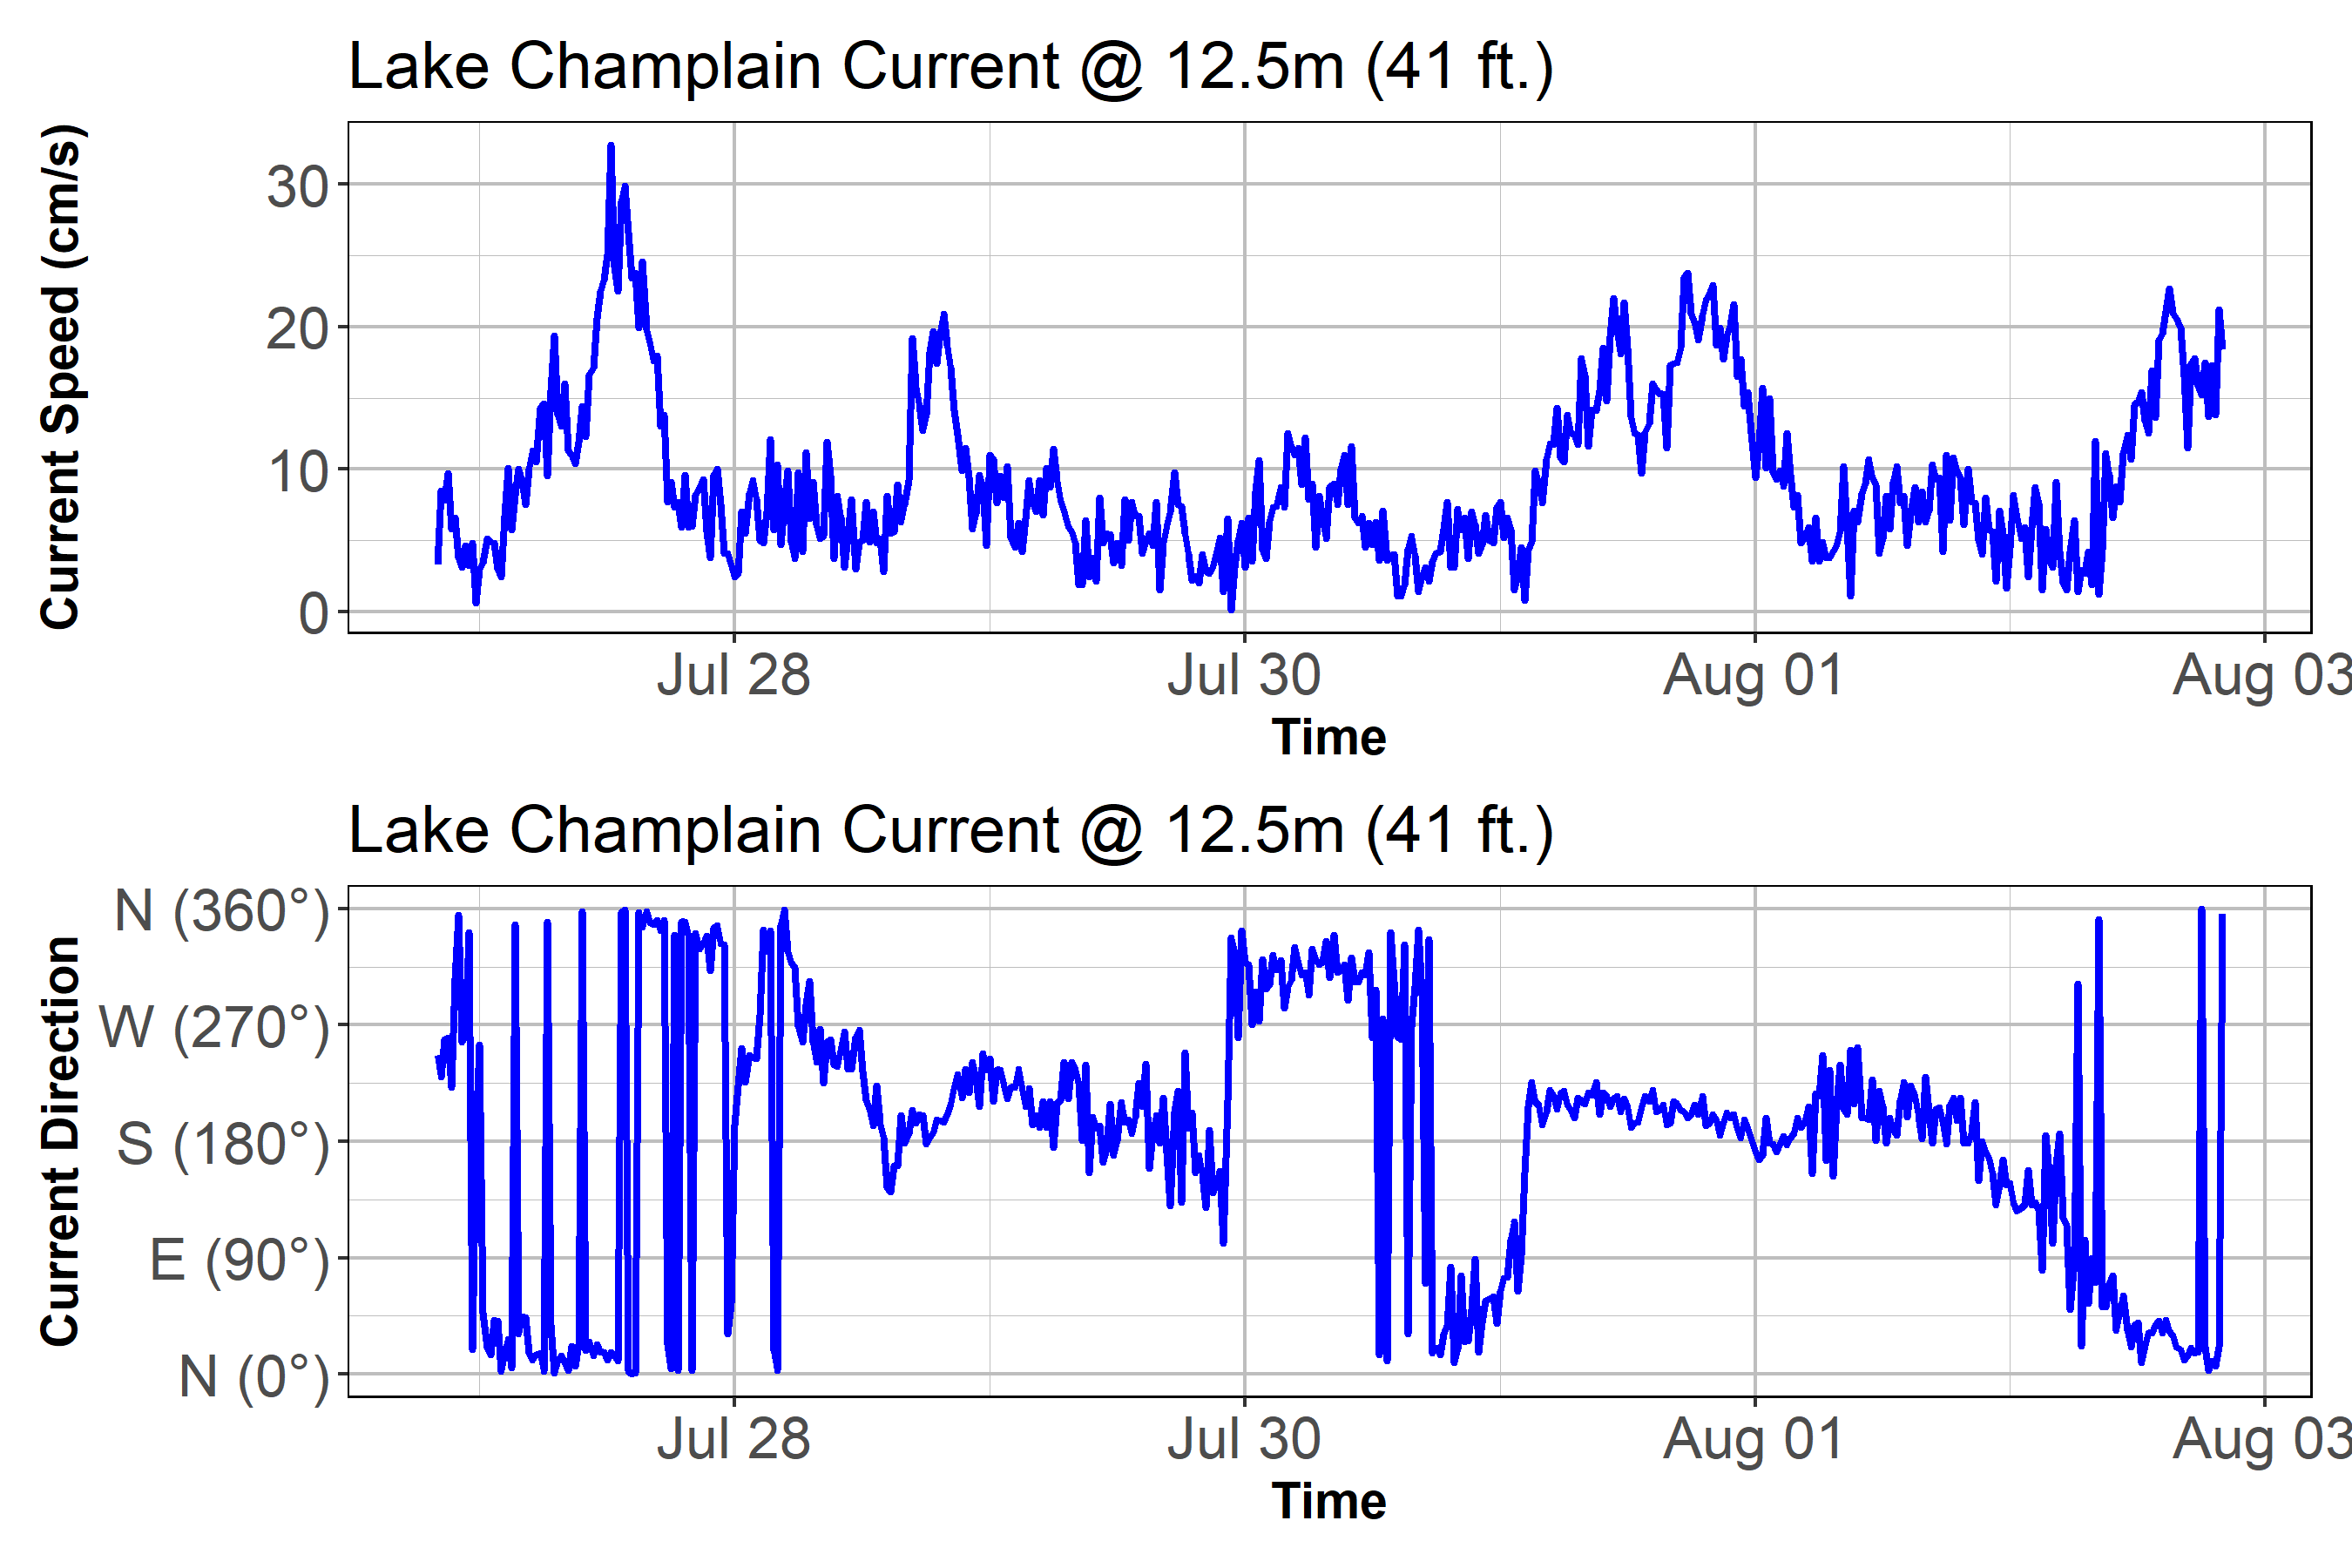 Lake Champlain Current @ 12.5m (41 ft.)
Current Speed (cm/s)
30
20
10
0
Jul 28 Jul 30 Aug 01 Aug 03
Time
Lake Champlain Current @ 12.5m (41 ft.)
Current Direction
N (360°)
W (270°)
S (180°)
E (90°)
N (0°)
Jul 28 Jul 30 Aug 01 Aug 03
Time